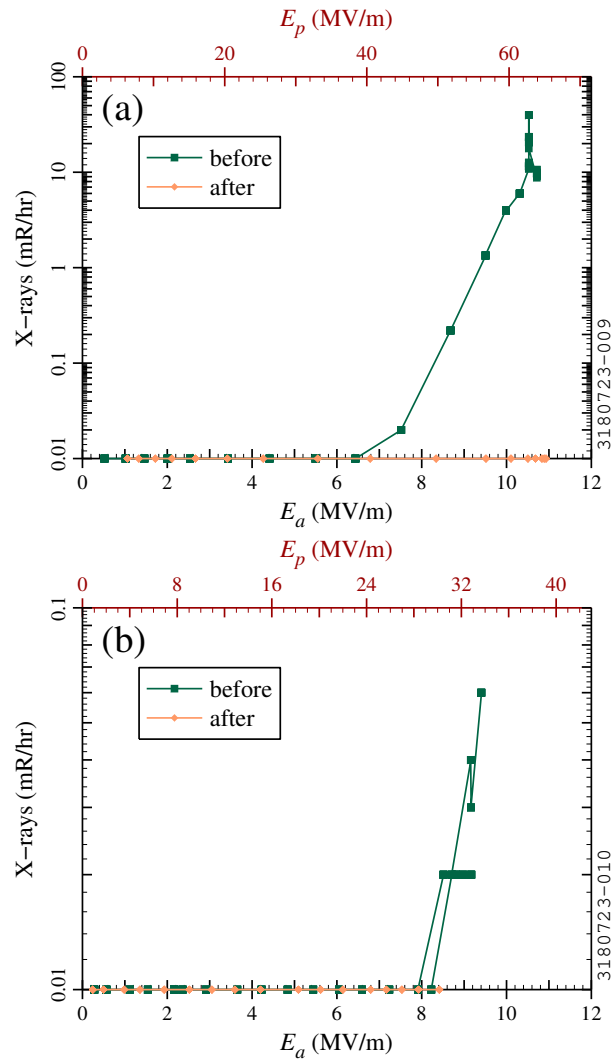 E_p (MV/m)
0 20 40 60
(a)
100
10
1
0.1
0.01
before
after
X-rays (mR/hr)
3180723-009
0 2 4 6 8 10 12
E_a (MV/m)
E_p (MV/m)
0 8 16 24 32 40
(b)
0.1
0.01
before
after
X-rays (mR/hr)
3180723-010
0 2 4 6 8 10 12
E_a (MV/m)